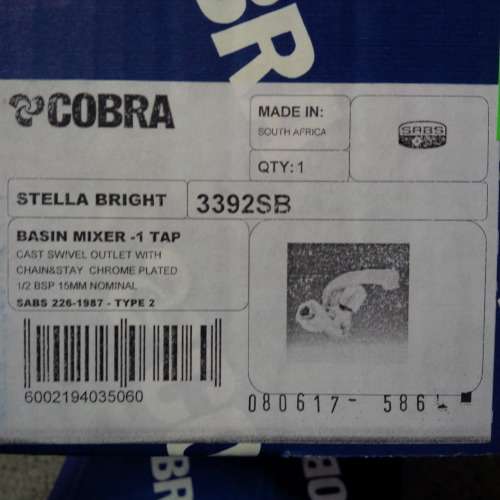 COBRA
MADE IN:
SOUTH AFRICA
SABS
QTY: 1
STELLA BRIGHT
3392SB
BASIN MIXER -1 TAP
CAST SWIVEL OUTLET WITH
CHAIN&STAY CHROME PLATED
1/2 BSP 15MM NOMINAL
SABS 226-1987 - TYPE 2
6002194035060
080617- 586